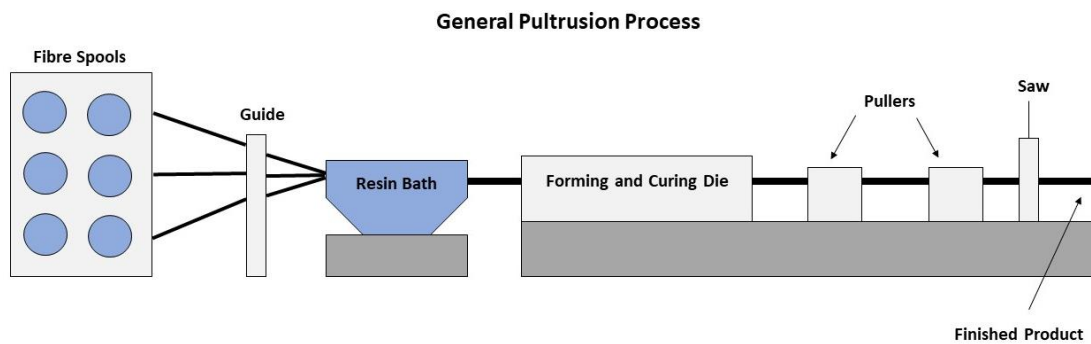 General Pultrusion Process
Fibre Spools
Guide
Resin Bath
Forming and Curing Die
Pullers
Saw
Finished Product